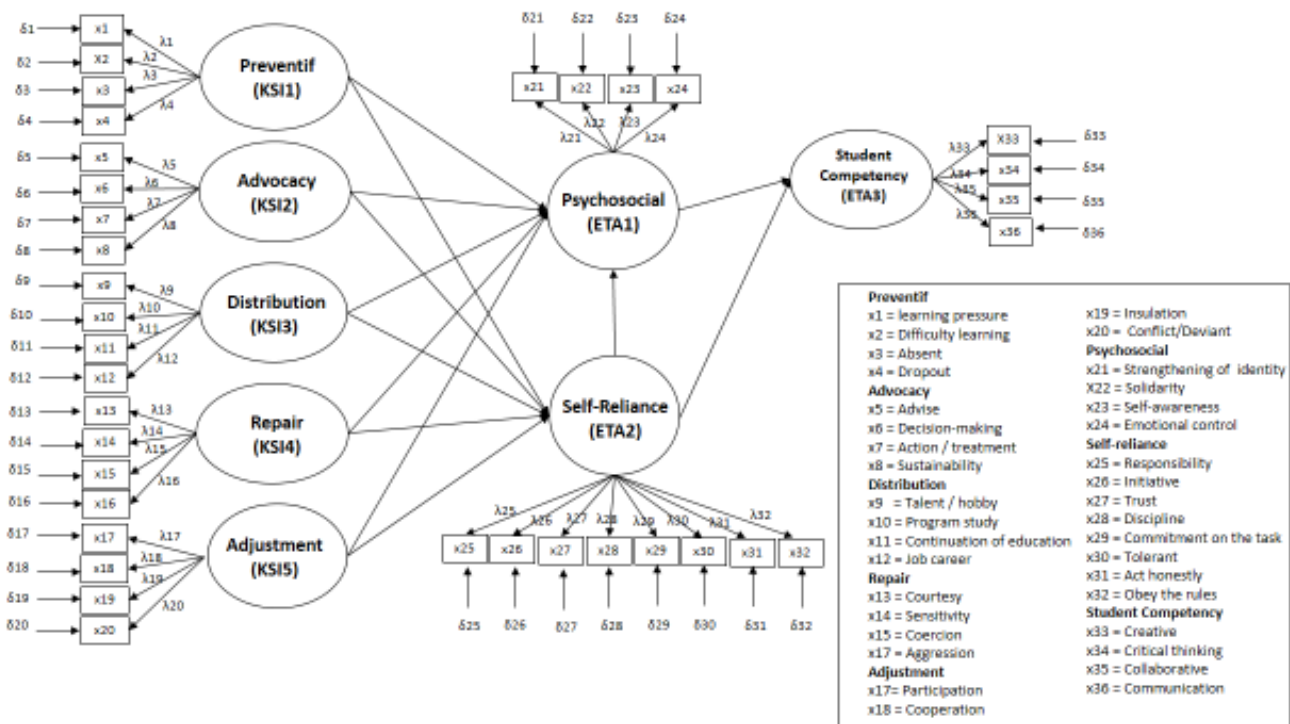 δ1
x1
λ1
δ2
X2
λ2
δ3
x3
λ3
δ4
x4
λ4
Preventif
(KSI1)
δ5
x5
λ5
δ6
x6
λ6
δ7
x7
λ7
δ8
x8
λ8
Advocacy
(KSI2)
δ9
x9
λ9
δ10
x10
λ10
δ11
x11
λ11
δ12
x12
λ12
Distribution
(KSI3)
δ13
x13
λ13
δ14
x14
λ14
δ15
x15
λ15
δ16
x16
λ16
Repair
(KSI4)
δ17
x17
λ17
δ18
x18
λ18
δ19
x19
λ19
δ20
x20
λ20
Adjustment
(KSI5)
δ21 δ22 δ23 δ24
x21 x22 x23 x24
λ21 λ22 λ23 λ24
Psychosocial
(ETA1)
Self-Reliance
(ETA2)
λ25 λ26 λ27 λ28 λ29 λ30 λ31 λ32
x25 x26 x27 x28 x29 x30 x31 x32
δ25 δ26 δ27 δ28 δ29 δ30 δ31 δ32
Student
Competency
(ETA3)
λ33 X33 δ33
λ34 x34 δ34
λ35 x35 δ35
x36 δ36
Preventif
x1 = learning pressure
x2 = Difficulty learning
x3 = Absent
x4 = Dropout
Advocacy
x5 = Advise
x6 = Decision-making
x7 = Action / treatment
x8 = Sustainability
Distribution
x9 = Talent / hobby
x10 = Program study
x11 = Continuation of education
x12 = Job career
Repair
x13 = Courtesy
x14 = Sensitivity
x15 = Coercion
x17 = Aggression
Adjustment
x17= Participation
x18 = Cooperation
x19 = Insulation
x20 = Conflict/Deviant
Psychosocial
x21 = Strengthening of identity
X22 = Solidarity
x23 = Self-awareness
x24 = Emotional control
Self-reliance
x25 = Responsibility
x26 = Initiative
x27 = Trust
x28 = Discipline
x29 = Commitment on the task
x30 = Tolerant
x31 = Act honestly
x32 = Obey the rules
Student Competency
x33 = Creative
x34 = Critical thinking
x35 = Collaborative
x36 = Communication